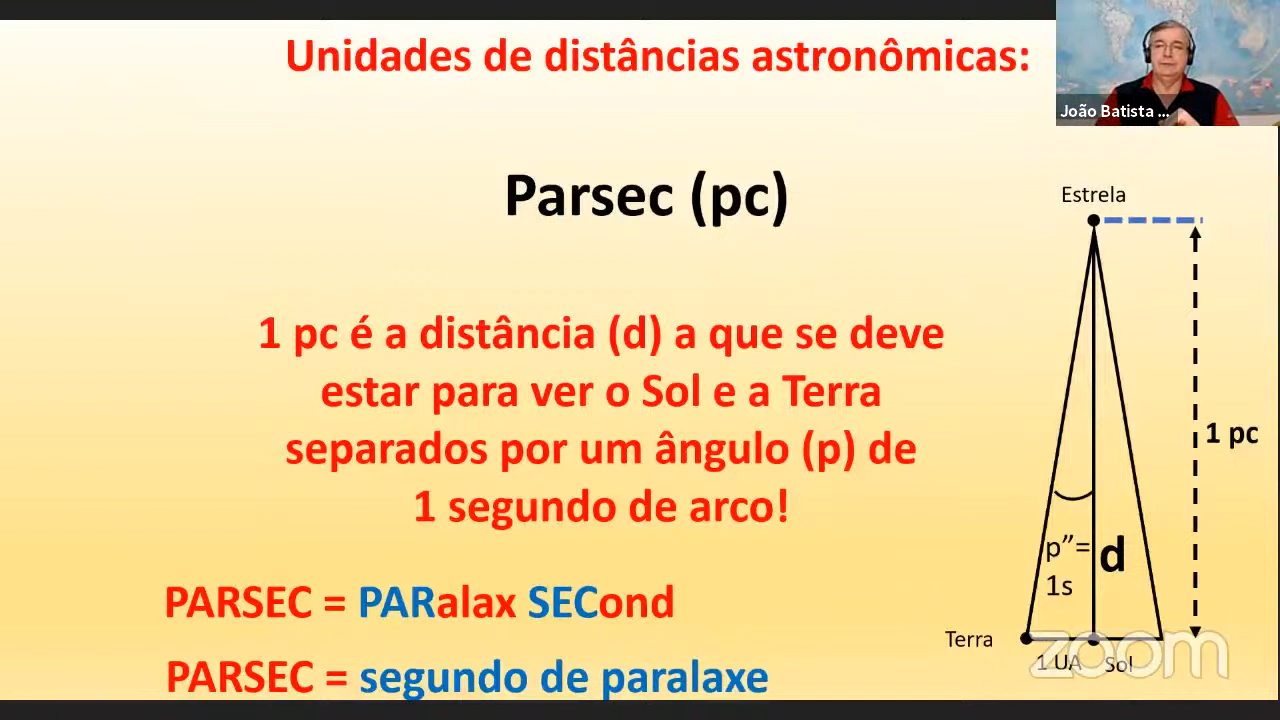 Unidades de distâncias astronômicas:
João Batista ...
Parsec (pc)
Estrela
1 pc é a distância (d) a que se deve
estar para ver o Sol e a Terra
separados por um ângulo (p) de
1 segundo de arco!
1 pc
p”=
1s
d
PARSEC = PARalax SECond
PARSEC = segundo de paralaxe
Terra
1 UA
Sol
zoom